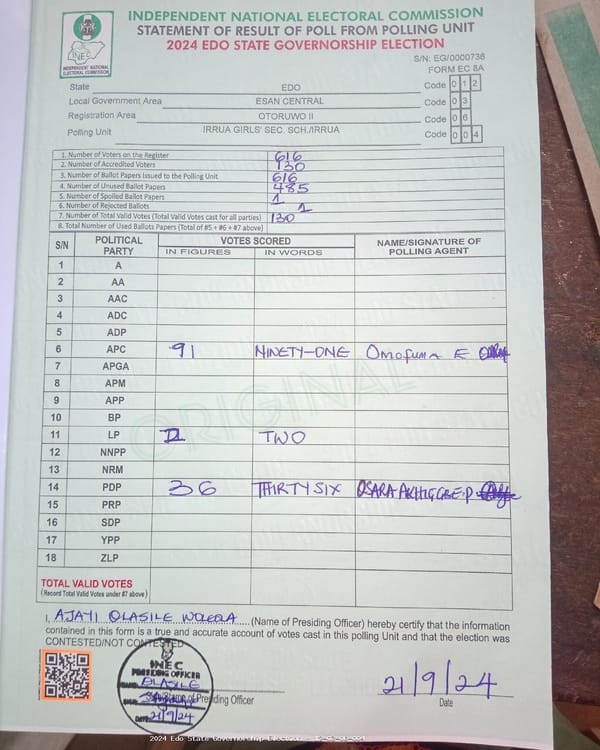 INDEPENDENT NATIONAL ELECTORAL COMMISSION
STATEMENT OF RESULT OF POLL FROM POLLING UNIT
2024 EDO STATE GOVERNORSHIP ELECTION
INEC
INDEPENDENT NATIONAL ELECTORAL COMMISSION
S/N: EG/0000736
FORM EC 8A
State EDO Code 0 1 2
Local Government Area ESAN CENTRAL Code 0 3
Registration Area OTORUWO II Code 0 6
Polling Unit IRRUA GIRLS' SEC. SCH./IRRUA Code 0 0 4
1. Number of Voters on the Register 616
2. Number of Accredited Voters 130
3. Number of Ballot Papers Issued to the Polling Unit 616
4. Number of Unused Ballot Papers 485
5. Number of Spoiled Ballot Papers 1
6. Number of Rejected Ballots 1
7. Number of Total Valid Votes (Total Valid Votes cast for all parties) 130
8. Total Number of Used Ballots Papers (Total of #5 + #6 + #7 above)
S/N POLITICAL PARTY VOTES SCORED NAME/SIGNATURE OF POLLING AGENT
IN FIGURES IN WORDS
1 A
2 AA
3 AAC
4 ADC
5 ADP
6 APC 91 NINETY-ONE Omofuma E
7 APGA
8 APM
9 APP
10 BP
11 LP 2 TWO
12 NNPP
13 NRM
14 PDP 36 THIRTY SIX
15 PRP
16 SDP
17 YPP
18 ZLP
ORIGINAL
TOTAL VALID VOTES
(Record Total Valid Votes under #7 above)
I, AJAYI OLASILE (Name of Presiding Officer) hereby certify that the information
contained in this form is a true and accurate account of votes cast in this polling Unit and that the election was
CONTESTED/NOT CONTESTED
INEC
PRESIDING OFFICER
OLASILE
Presiding Officer
DATE: 21/9/24
21/9/24
Date
2024 Edo State Governorship Election